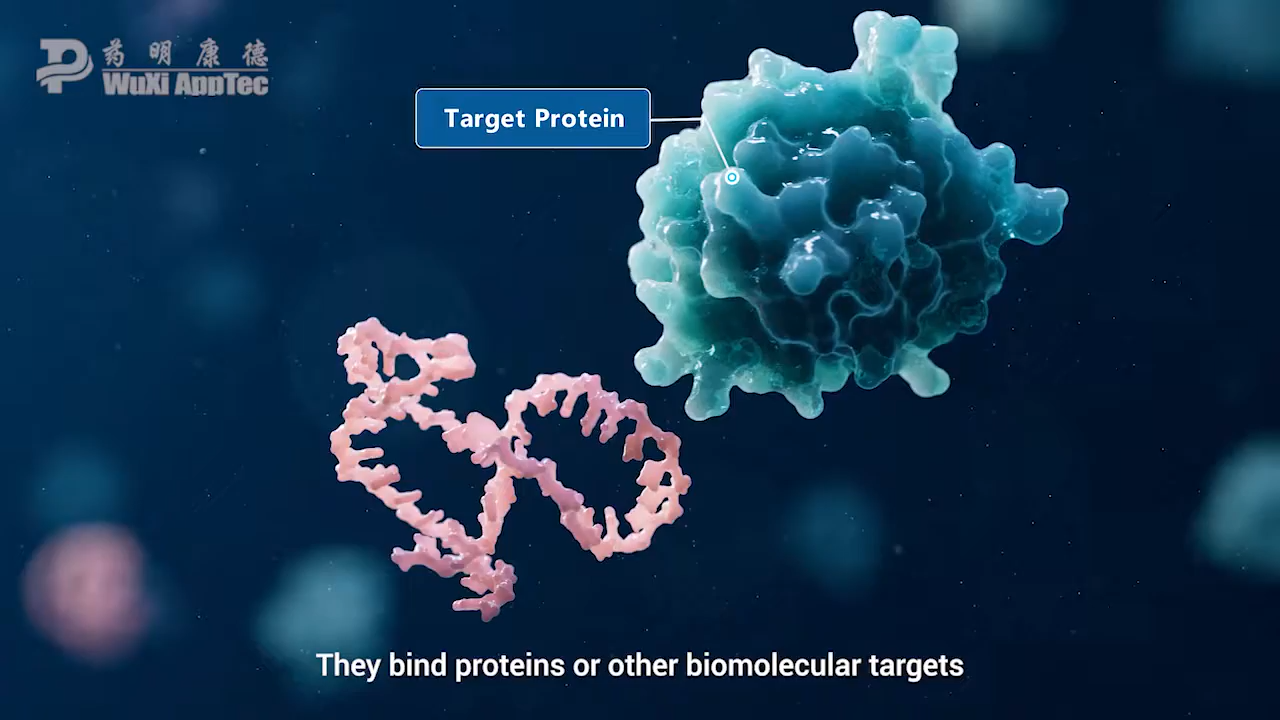 药明康德
WuXi AppTec
Target Protein
They bind proteins or other biomolecular targets